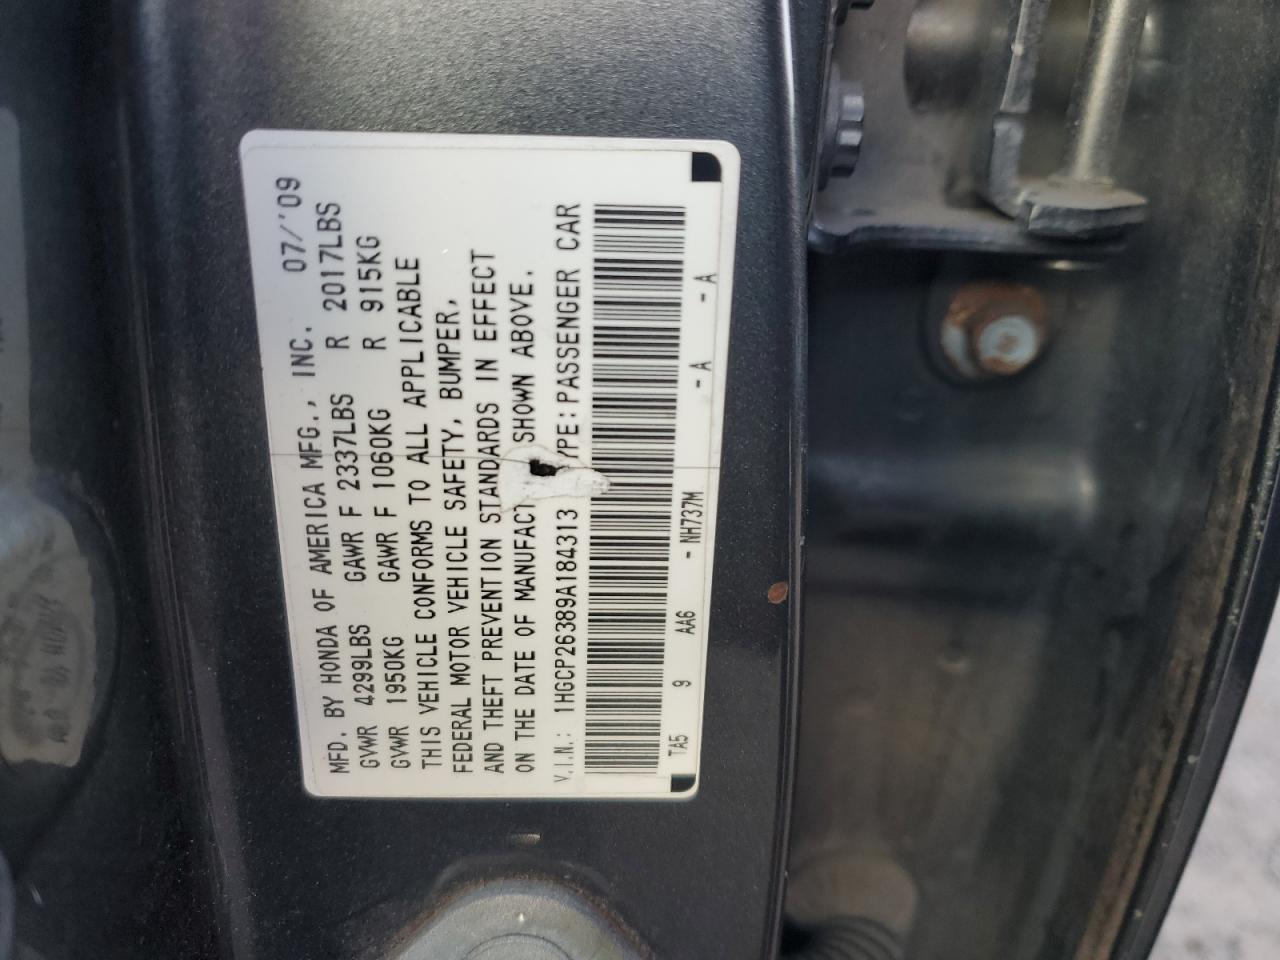 MFD. BY HONDA OF AMERICA MFG., INC. 07/'09
GVWR 4299LBS GAWR F 2337LBS R 2017LBS
GVWR 1950KG GAWR F 1060KG R 915KG
THIS VEHICLE CONFORMS TO ALL APPLICABLE
FEDERAL MOTOR VEHICLE SAFETY, BUMPER,
AND THEFT PREVENTION STANDARDS IN EFFECT
ON THE DATE OF MANUFACT SHOWN ABOVE.
V.I.N.: 1HGCP26389A184313 YPE:PASSENGER CAR
TA5 9 AA6 - NH737M - A - A